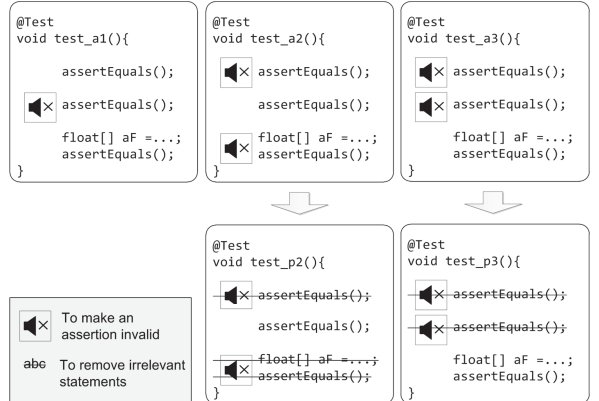 @Test
void test_a1(){
assertEquals();
assertEquals();
float[] aF =...;
assertEquals();
}
@Test
void test_a2(){
assertEquals();
assertEquals();
float[] aF =...;
assertEquals();
}
@Test
void test_a3(){
assertEquals();
assertEquals();
float[] aF =...;
assertEquals();
}
@Test
void test_p2(){
assertEquals();
assertEquals();
float[] aF =...;
assertEquals();
}
@Test
void test_p3(){
assertEquals();
assertEquals();
float[] aF =...;
assertEquals();
}
To make an
assertion invalid
abc To remove irrelevant
statements